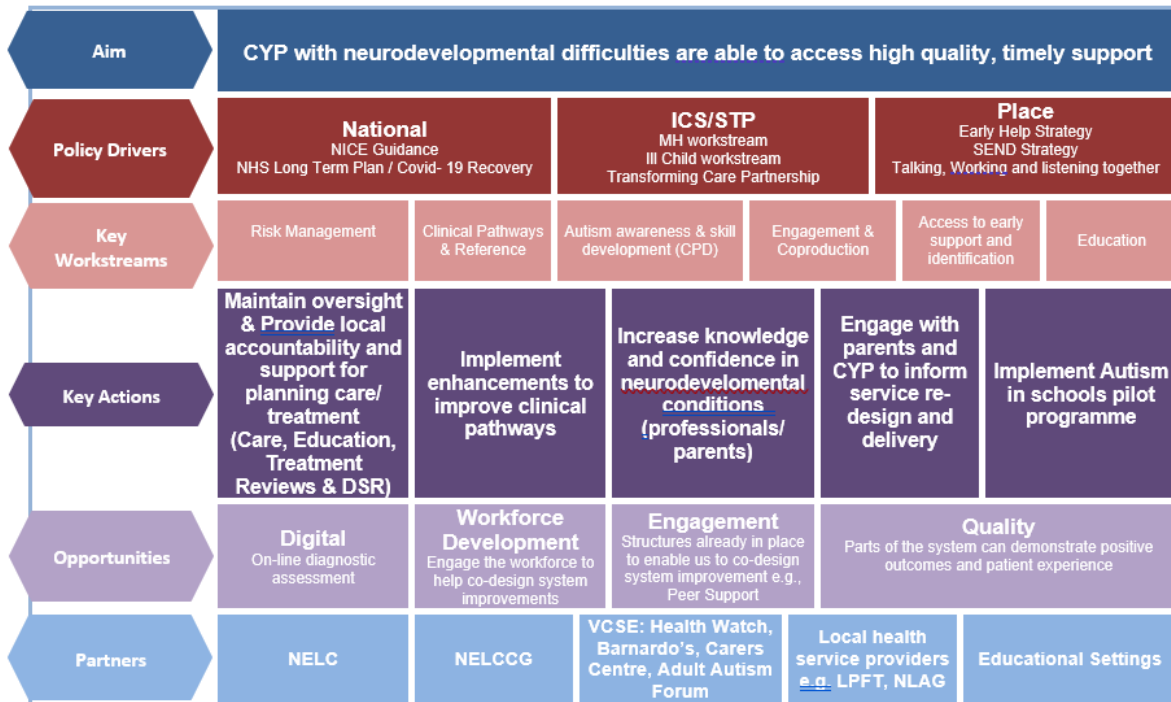 Aim
CYP with neurodevelopmental difficulties are able to access high quality, timely support
Policy Drivers
National
NICE Guidance
NHS Long Term Plan / Covid- 19 Recovery
ICS/STP
MH workstream
Ill Child workstream
Transforming Care Partnership
Place
Early Help Strategy
SEND Strategy
Talking, Working and listening together
Key
Workstreams
Risk Management
Clinical Pathways
& Reference
Autism awareness & skill
development (CPD)
Engagement &
Coproduction
Access to early
support and
identification
Education
Key Actions
Maintain oversight
& Provide local
accountability and
support for
planning care/
treatment
(Care, Education,
Treatment
Reviews & DSR)
Implement
enhancements to
improve clinical
pathways
Increase knowledge
and confidence in
neurodevelomental
conditions
(professionals/
parents)
Engage with
parents and
CYP to inform
service re-
design and
delivery
Implement Autism
in schools pilot
programme
Opportunities
Digital
On-line diagnostic
assessment
Workforce
Development
Engage the workforce to
help co-design system
improvements
Engagement
Structures already in place
to enable us to co-design
system improvement e.g.,
Peer Support
Quality
Parts of the system can demonstrate positive
outcomes and patient experience
Partners
NELC
NELCCG
VCSE: Health Watch,
Barnardo's, Carers
Centre, Adult Autism
Forum
Local health
service providers
e.g. LPFT, NLAG
Educational Settings